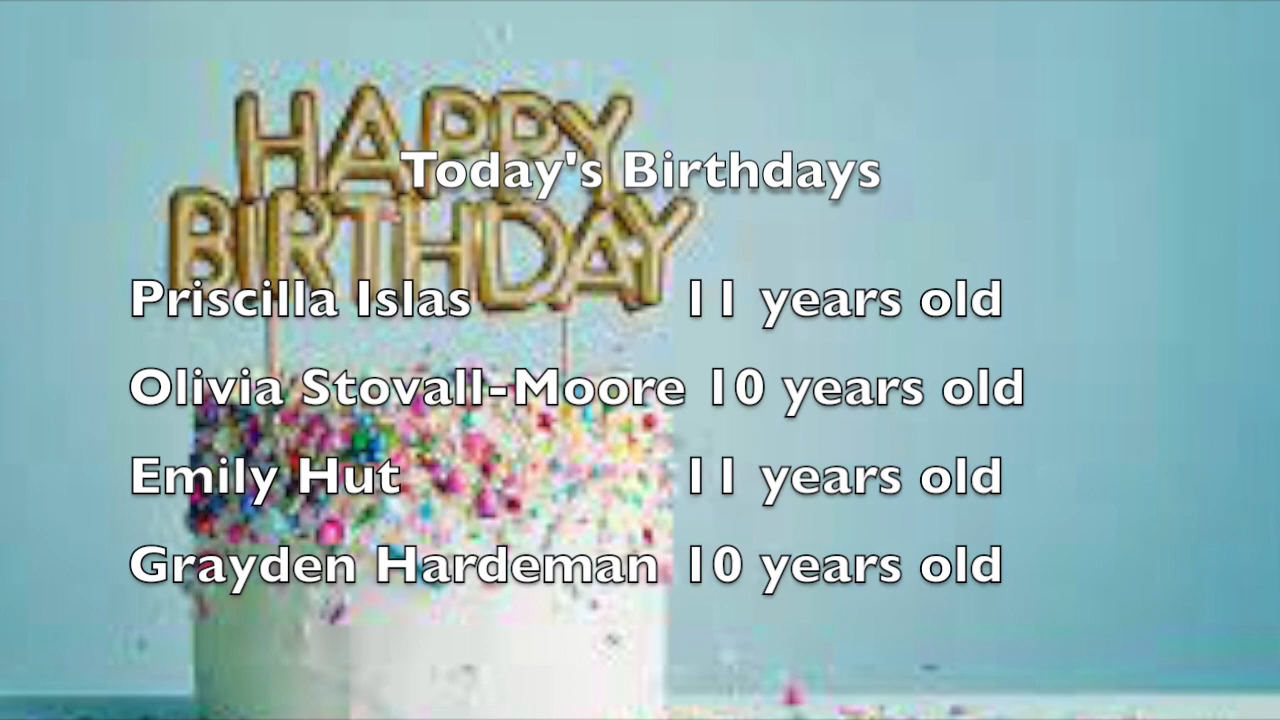 HAPPY
BIRTHDAY
Today's Birthdays
Priscilla Islas 11 years old
Olivia Stovall-Moore 10 years old
Emily Hut 11 years old
Grayden Hardeman 10 years old